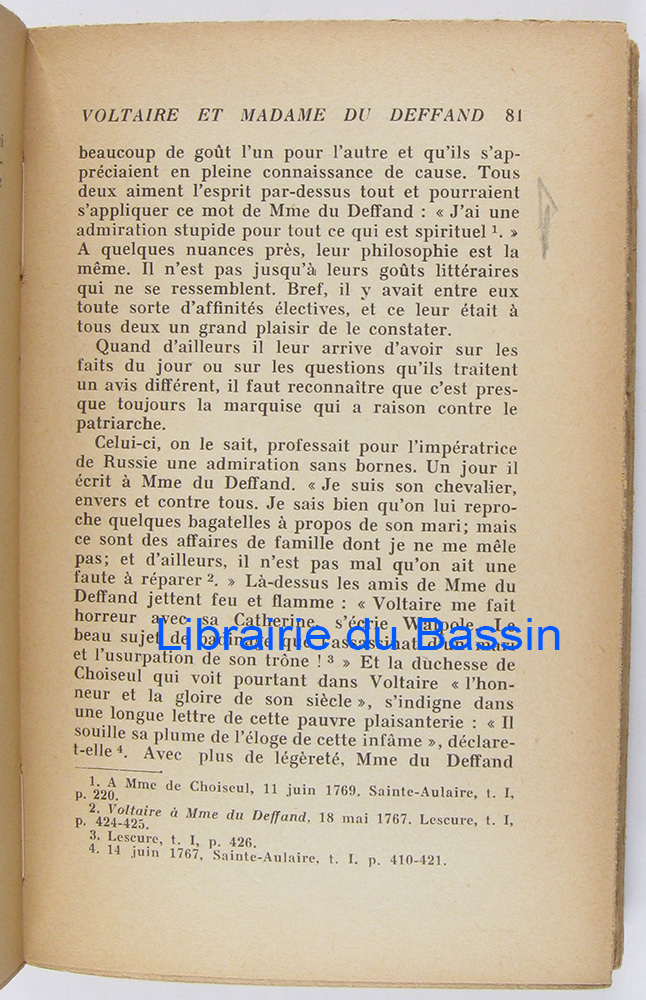 VOLTAIRE ET MADAME DU DEFFAND 81
beaucoup de goût l'un pour l'autre et qu'ils s'ap-
préciaient en pleine connaissance de cause. Tous
deux aiment l'esprit par-dessus tout et pourraient
s'appliquer ce mot de Mme du Deffand : « J'ai une
admiration stupide pour tout ce qui est spirituel ¹. »
A quelques nuances près, leur philosophie est la
même. Il n'est pas jusqu'à leurs goûts littéraires
qui ne se ressemblent. Bref, il y avait entre eux
toute sorte d'affinités électives, et ce leur était à
tous deux un grand plaisir de le constater.
Quand d'ailleurs il leur arrive d'avoir sur les
faits du jour ou sur les questions qu'ils traitent
un avis différent, il faut reconnaître que c'est pres-
que toujours la marquise qui a raison contre le
patriarche.
Celui-ci, on le sait, professait pour l'impératrice
de Russie une admiration sans bornes. Un jour il
écrit à Mme du Deffand. « Je suis son chevalier,
envers et contre tous. Je sais bien qu'on lui repro-
che quelques bagatelles à propos de son mari; mais
ce sont des affaires de famille dont je ne me mêle
pas; et d'ailleurs, il n'est pas mal qu'on ait une
faute à réparer ². » Là-dessus les amis de Mme du
Deffand jettent feu et flamme : « Voltaire me fait
horreur avec sa Catherine, s'écrie Walpole. Le
beau sujet de badinage que l'assassinat d'un mari
Librairie du Bassin
et l'usurpation de son trône ! ³ » Et la duchesse de
Choiseul qui voit pourtant dans Voltaire « l'hon-
neur et la gloire de son siècle », s'indigne dans
une longue lettre de cette pauvre plaisanterie : « Il
souille sa plume de l'éloge de cette infâme », déclare-
t-elle ⁴. Avec plus de légèreté, Mme du Deffand
1. A Mme de Choiseul, 11 juin 1769. Sainte-Aulaire, t. I,
p. 220.
2. Voltaire à Mme du Deffand, 18 mai 1767. Lescure, t. I,
p. 424-425.
3. Lescure, t. I, p. 426.
4. 14 juin 1767, Sainte-Aulaire, t. I. p. 410-421.